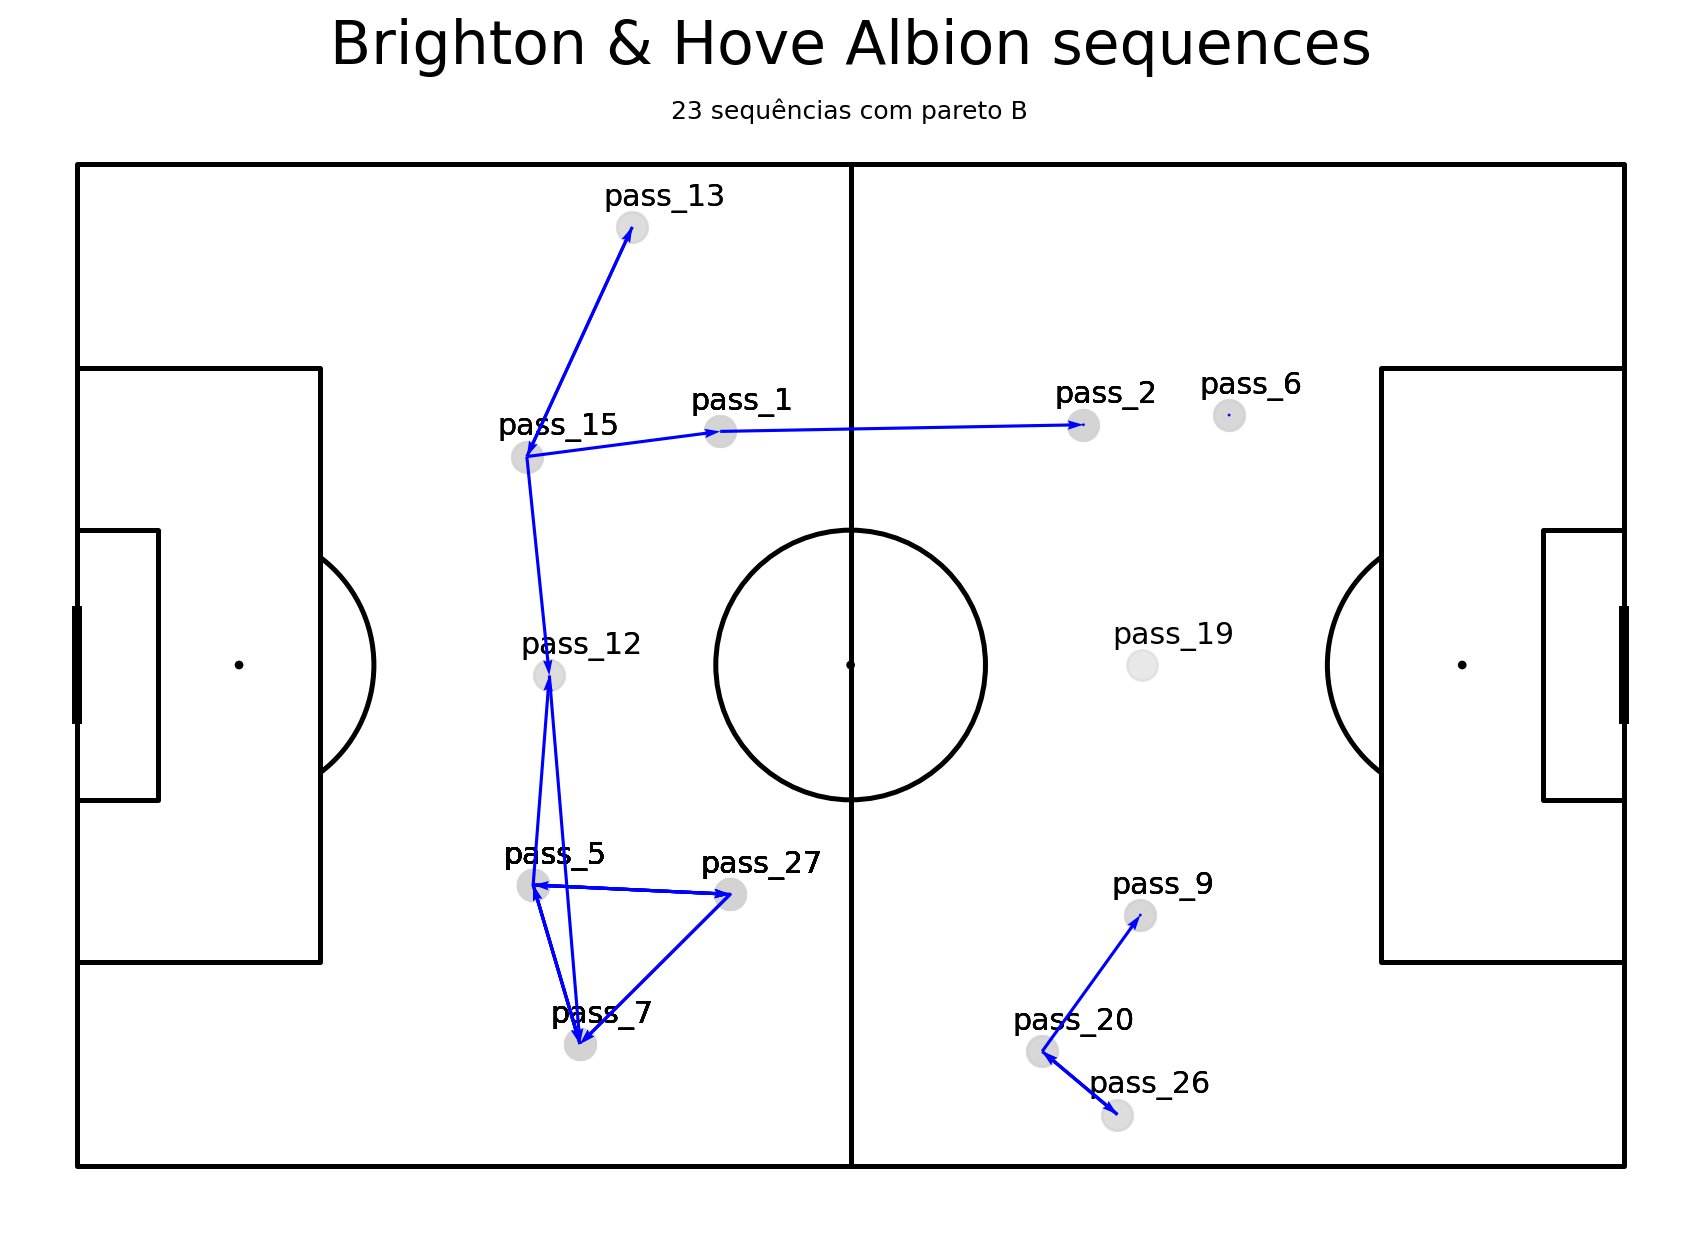 Brighton & Hove Albion sequences
23 sequências com pareto B
pass_13
pass_6
pass_2
pass_1
pass_15
pass_19
pass_12
pass_5
pass_27
pass_9
pass_7
pass_20
pass_26